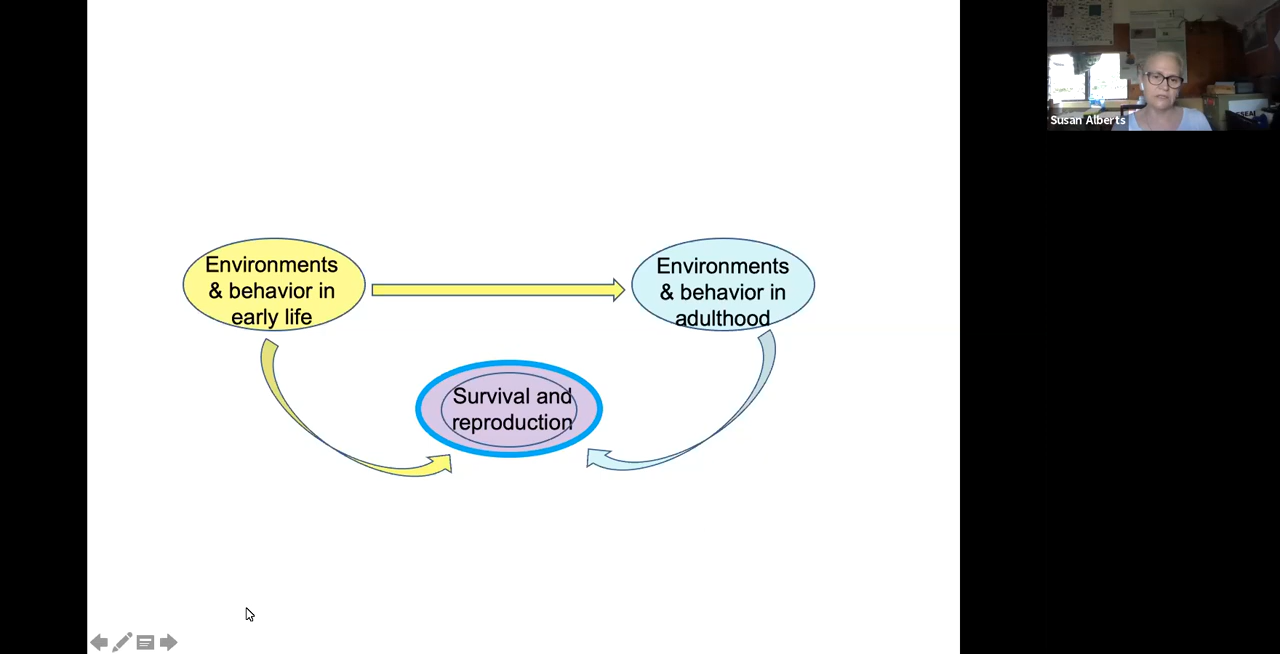 Environments
& behavior in
early life
Environments
& behavior in
adulthood
Survival and
reproduction
Susan Alberts